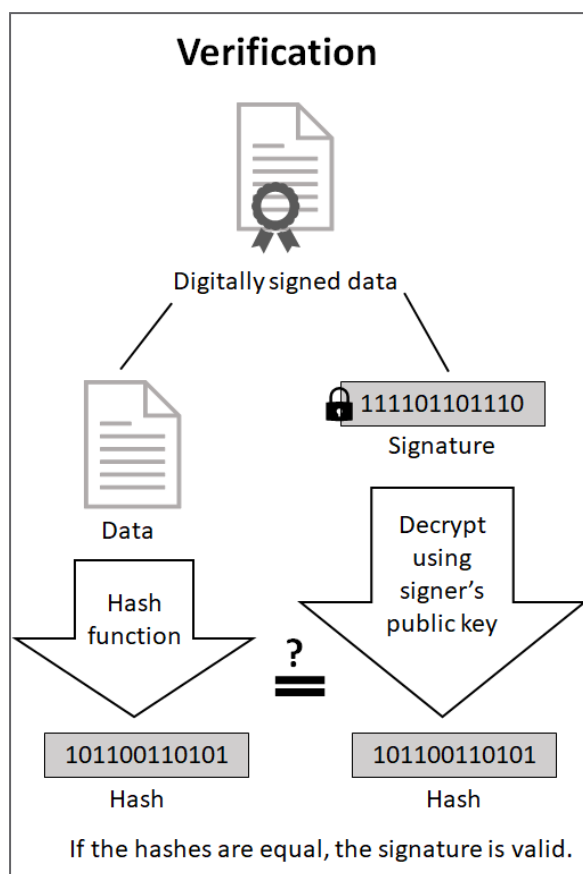 Verification
Digitally signed data
111101101110
Signature
Data
Decrypt
using
signer's
public key
Hash
function
?
=
101100110101
Hash
101100110101
Hash
If the hashes are equal, the signature is valid.